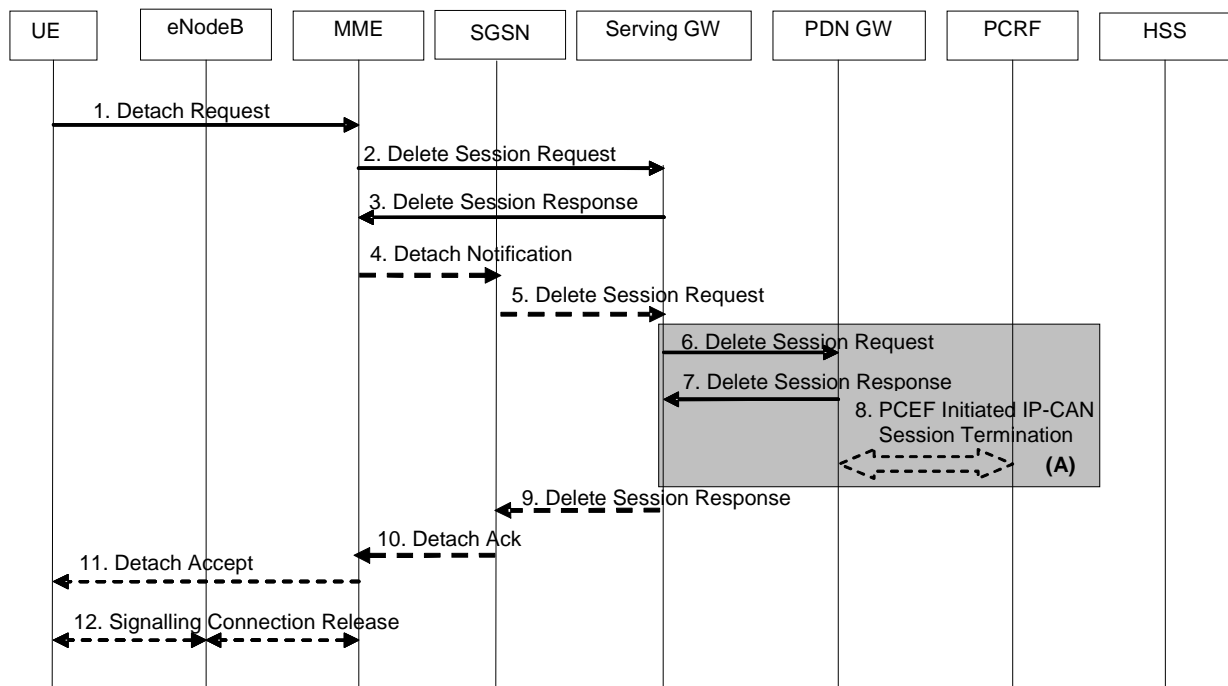 UE
eNodeB
MME
SGSN
Serving GW
PDN GW
PCRF
HSS
1. Detach Request
2. Delete Session Request
3. Delete Session Response
4. Detach Notification
5. Delete Session Request
6. Delete Session Request
7. Delete Session Response
8. PCEF Initiated IP-CAN
Session Termination
(A)
9. Delete Session Response
10. Detach Ack
11. Detach Accept
12. Signalling Connection Release